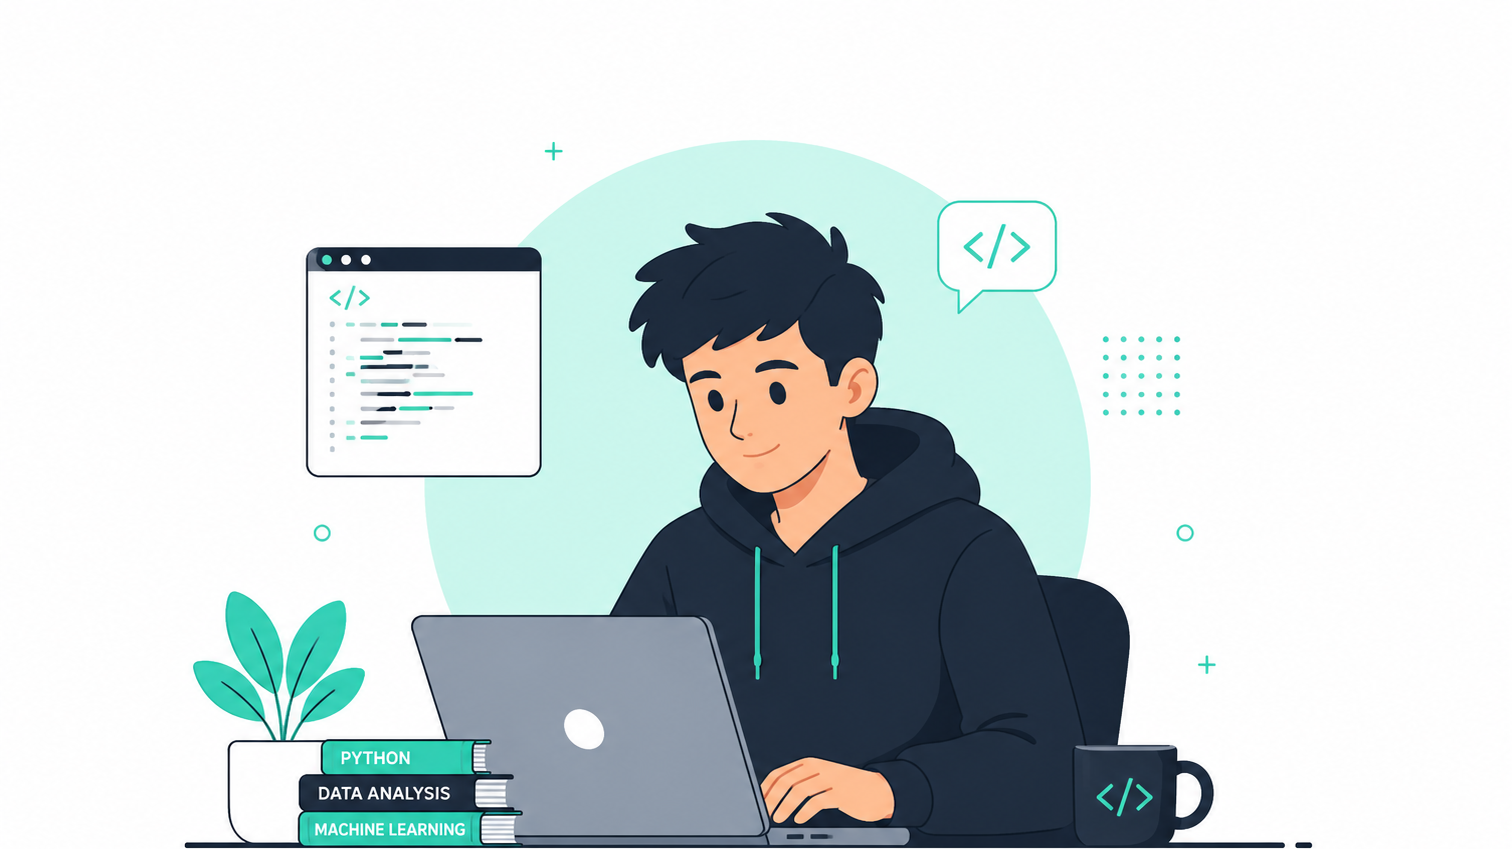 </>
</>
PYTHON
DATA ANALYSIS
MACHINE LEARNING
</>